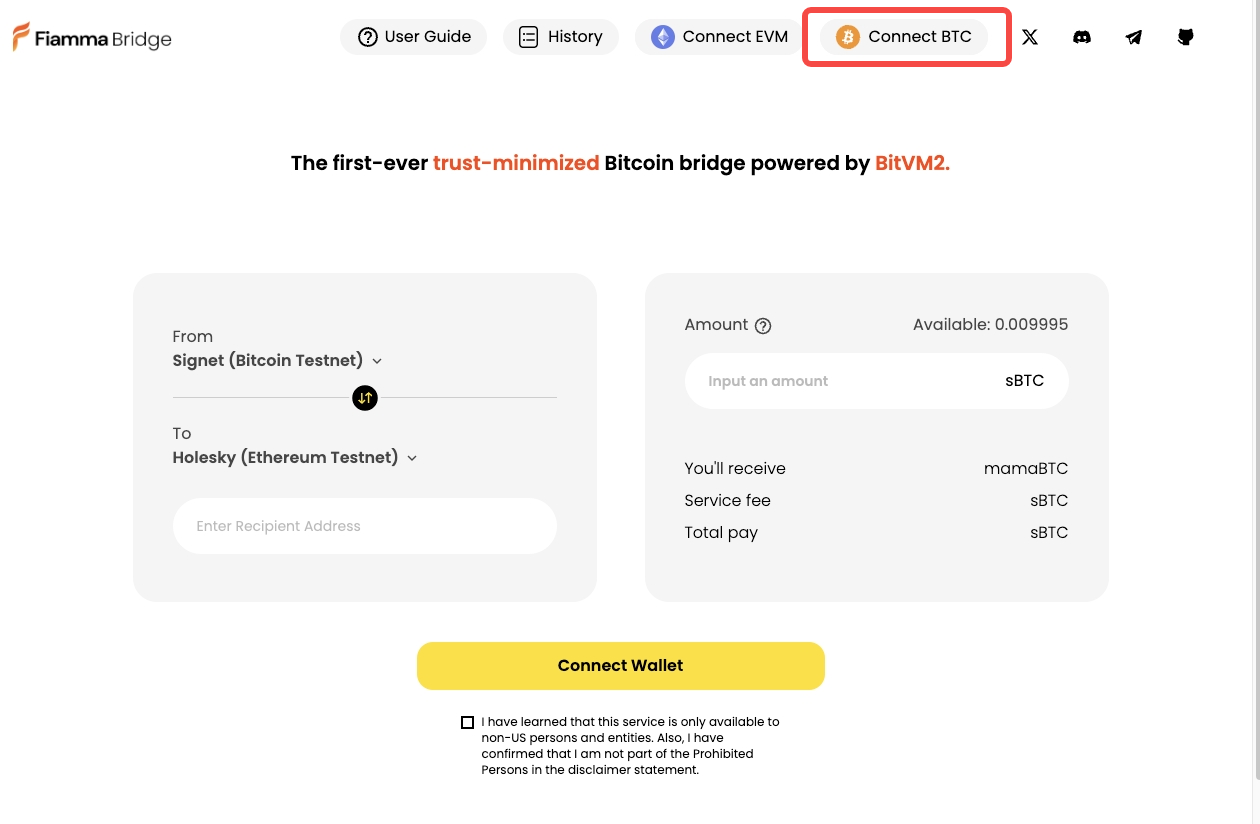 Fiamma Bridge
User Guide
History
Connect EVM
Connect BTC
The first-ever trust-minimized Bitcoin bridge powered by BitVM2.
From
Signet (Bitcoin Testnet)
To
Holesky (Ethereum Testnet)
Enter Recipient Address
Amount
Available: 0.009995
Input an amount
sBTC
You'll receive mamaBTC
Service fee sBTC
Total pay sBTC
Connect Wallet
I have learned that this service is only available to
non-US persons and entities. Also, I have
confirmed that I am not part of the Prohibited
Persons in the disclaimer statement.